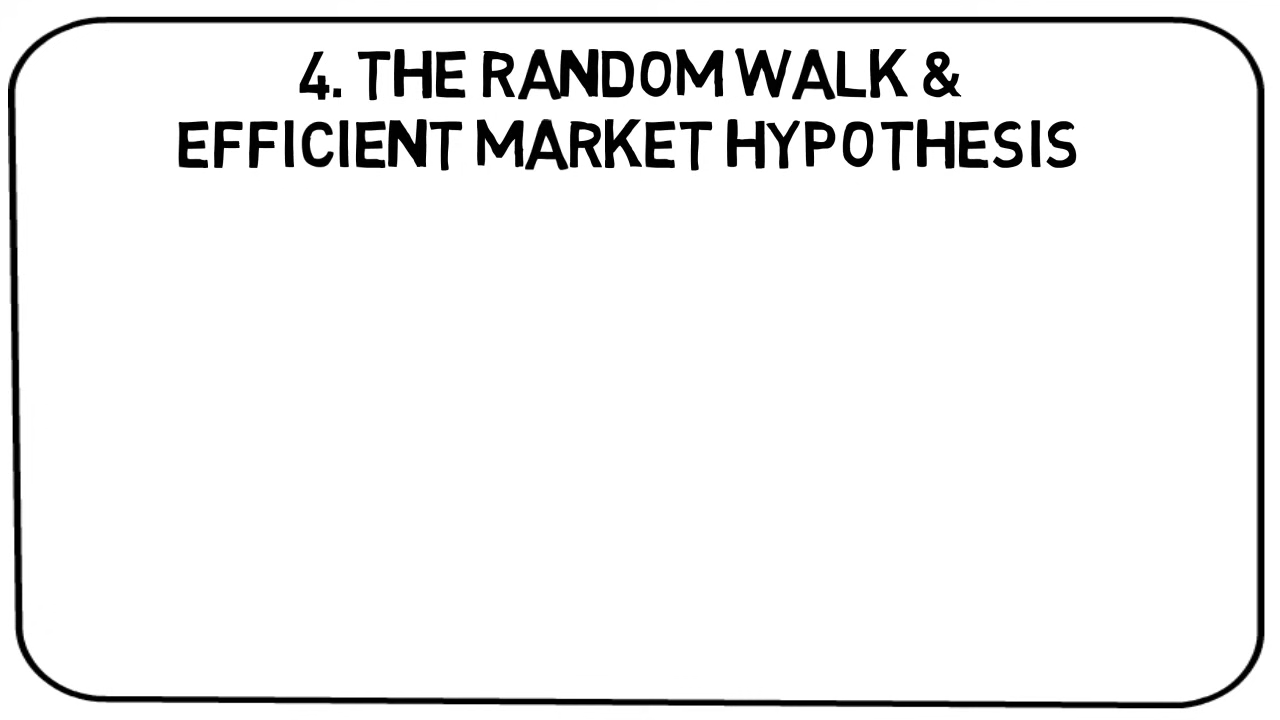 4. THE RANDOM WALK &
EFFICIENT MARKET HYPOTHESIS